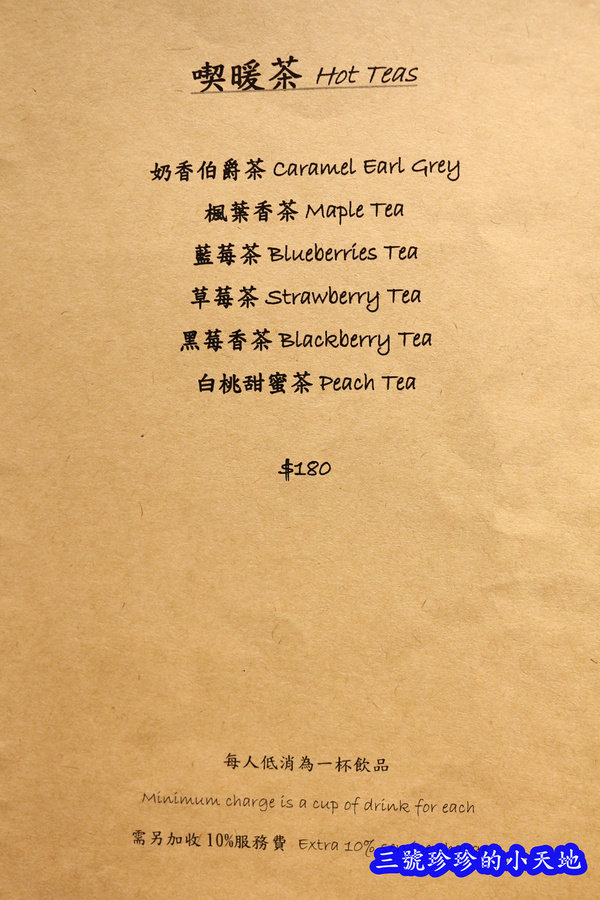 喫暖茶 Hot Teas
奶香伯爵茶 Caramel Earl Grey
楓葉香茶 Maple Tea
藍莓茶 Blueberries Tea
草莓茶 Strawberry Tea
黑莓香茶 Blackberry Tea
白桃甜蜜茶 Peach Tea
$180
每人低消為一杯飲品
Minimum charge is a cup of drink for each
需另加收10%服務費 Extra 10%
三號珍珍的小天地